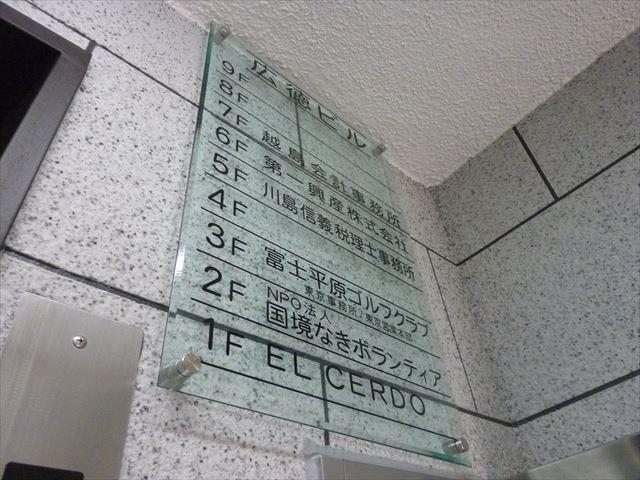 広徳ビル
9F
8F
7F 越島会計事務所
6F 第一興産株式会社
5F 川島信義税理士事務所
4F
3F 富士平原ゴルフクラブ
東京事務所/東京営業本部
2F NPO法人
国境なきボランティア
1F EL CERDO